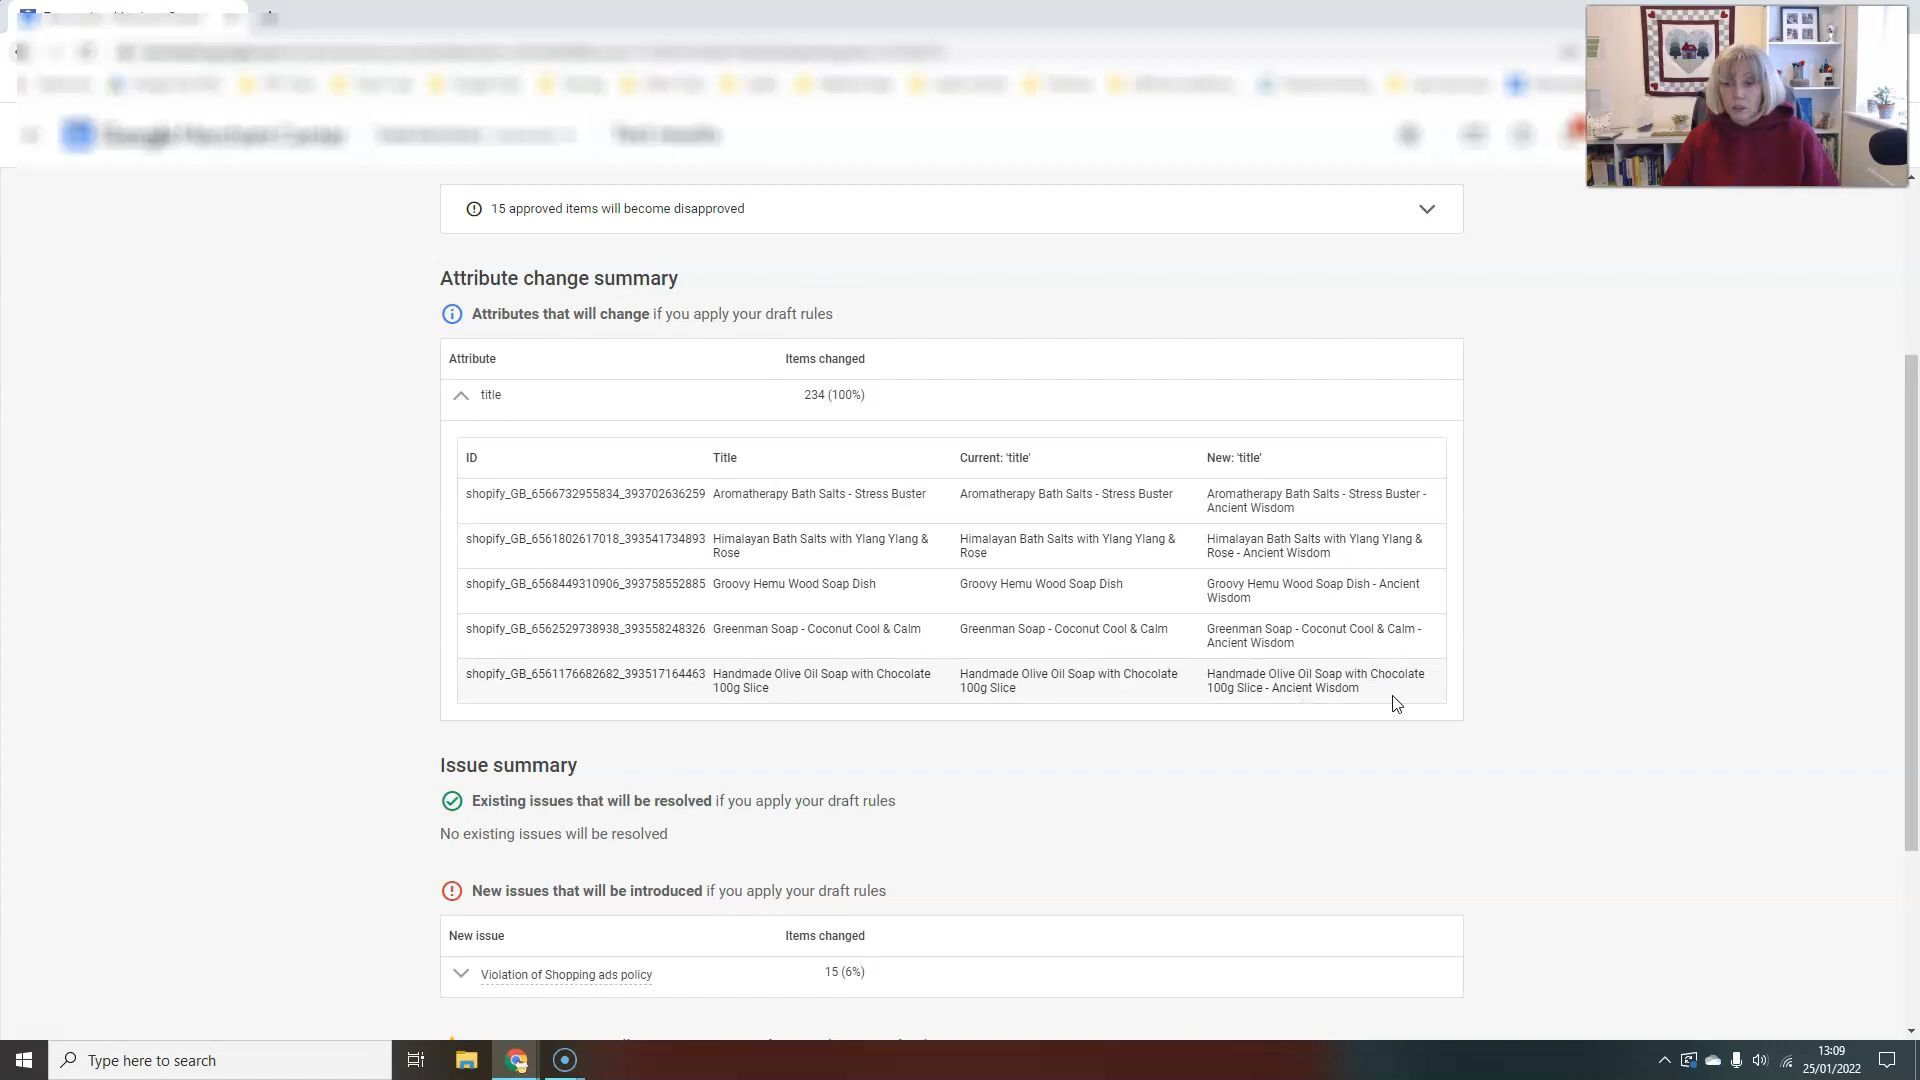 15 approved items will become disapproved
Attribute change summary
Attributes that will change if you apply your draft rules
Attribute Items changed
title 234 (100%)
ID Title Current: 'title' New: 'title'
shopify_GB_6566732955834_393702636259 Aromatherapy Bath Salts - Stress Buster Aromatherapy Bath Salts - Stress Buster Aromatherapy Bath Salts - Stress Buster -
Ancient Wisdom
shopify_GB_6561802617018_393541734893 Himalayan Bath Salts with Ylang Ylang & Himalayan Bath Salts with Ylang Ylang & Himalayan Bath Salts with Ylang Ylang &
Rose Rose Rose - Ancient Wisdom
shopify_GB_6568449310906_393758552885 Groovy Hemu Wood Soap Dish Groovy Hemu Wood Soap Dish Groovy Hemu Wood Soap Dish - Ancient
Wisdom
shopify_GB_6562529738938_393558248326 Greenman Soap - Coconut Cool & Calm Greenman Soap - Coconut Cool & Calm Greenman Soap - Coconut Cool & Calm -
Ancient Wisdom
shopify_GB_6561176682682_393517164463 Handmade Olive Oil Soap with Chocolate Handmade Olive Oil Soap with Chocolate Handmade Olive Oil Soap with Chocolate
100g Slice 100g Slice 100g Slice - Ancient Wisdom
Issue summary
Existing issues that will be resolved if you apply your draft rules
No existing issues will be resolved
New issues that will be introduced if you apply your draft rules
New issue Items changed
Violation of Shopping ads policy 15 (6%)
Type here to search
13:09
25/01/2022